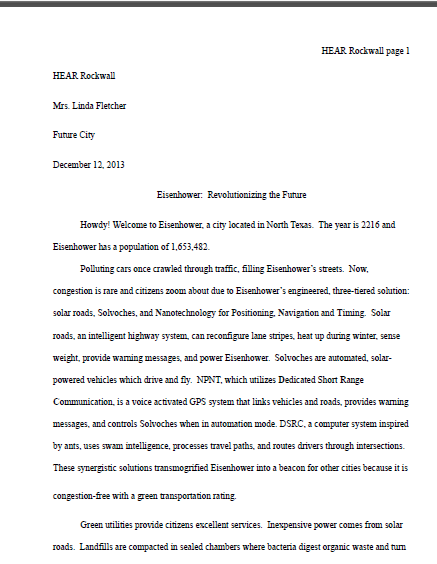 HEAR Rockwall page 1
HEAR Rockwall
Mrs. Linda Fletcher
Future City
December 12, 2013
Eisenhower:  Revolutionizing the Future
Howdy! Welcome to Eisenhower, a city located in North Texas.  The year is 2216 and
Eisenhower has a population of 1,653,482.
Polluting cars once crawled through traffic, filling Eisenhower's streets.  Now,
congestion is rare and citizens zoom about due to Eisenhower's engineered, three-tiered solution:
solar roads, Solvoches, and Nanotechnology for Positioning, Navigation and Timing.  Solar
roads, an intelligent highway system, can reconfigure lane stripes, heat up during winter, sense
weight, provide warning messages, and power Eisenhower.  Solvoches are automated, solar-
powered vehicles which drive and fly.  NPNT, which utilizes Dedicated Short Range
Communication, is a voice activated GPS system that links vehicles and roads, provides warning
messages, and controls Solvoches when in automation mode. DSRC, a computer system inspired
by ants, uses swam intelligence, processes travel paths, and routes drivers through intersections.
These synergistic solutions transmogrified Eisenhower into a beacon for other cities because it is
congestion-free with a green transportation rating.
Green utilities provide citizens excellent services.  Inexpensive power comes from solar
roads.  Landfills are compacted in sealed chambers where bacteria digest organic waste and turn